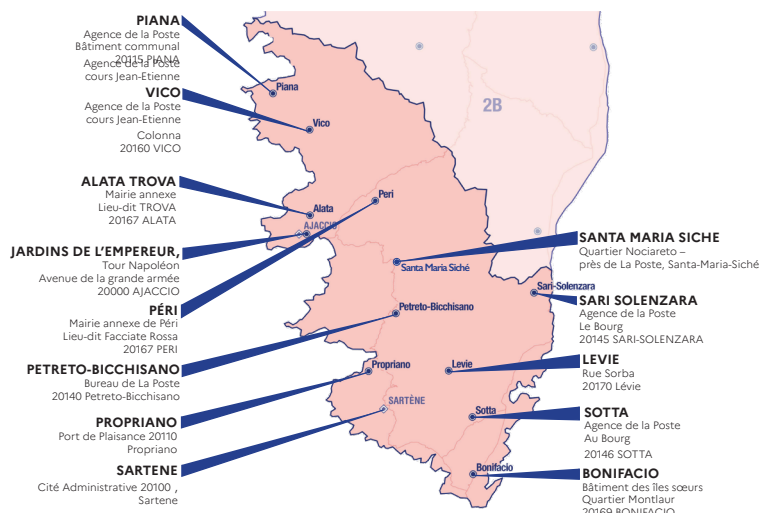 PIANA
Agence de la Poste
Bâtiment communal
20115 PIANA
Agence de la Poste
cours Jean-Etienne
VICO
Agence de la Poste
cours Jean-Etienne
Colonna
20160 VICO
ALATA TROVA
Mairie annexe
Lieu-dit TROVA
20167 ALATA
JARDINS DE L'EMPEREUR,
Tour Napoléon
Avenue de la grande armée
20000 AJACCIO
PÉRI
Mairie annexe de Péri
Lieu-dit Facciate Rossa
20167 PERI
PETRETO-BICCHISANO
Bureau de La Poste
20140 Petreto-Bicchisano
PROPRIANO
Port de Plaisance 20110
Propriano
SARTENE
Cité Administrative 20100 ,
Sartene
Piana
Vico
2B
Peri
Alata
AJACCIO
Santa Maria Siché
Sari-Solenzara
Petreto-Bicchisano
Propriano
Levie
SARTÈNE
Sotta
Bonifacio
SANTA MARIA SICHE
Quartier Nociareto –
près de La Poste, Santa-Maria-Siché
SARI SOLENZARA
Agence de la Poste
Le Bourg
20145 SARI-SOLENZARA
LEVIE
Rue Sorba
20170 Lévie
SOTTA
Agence de la Poste
Au Bourg
20146 SOTTA
BONIFACIO
Bâtiment des îles sœurs
Quartier Montlaur
20169 BONIFACIO